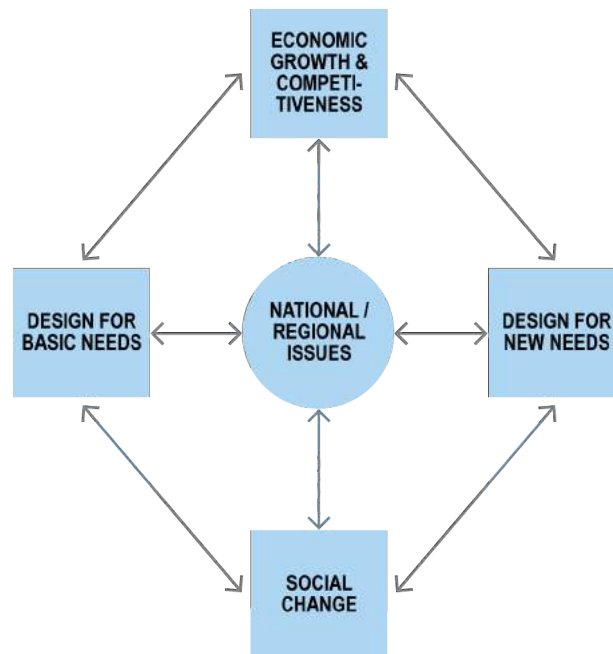 ECONOMIC
GROWTH &
COMPETI-
TIVENESS
DESIGN FOR
BASIC NEEDS
NATIONAL /
REGIONAL
ISSUES
DESIGN FOR
NEW NEEDS
SOCIAL
CHANGE